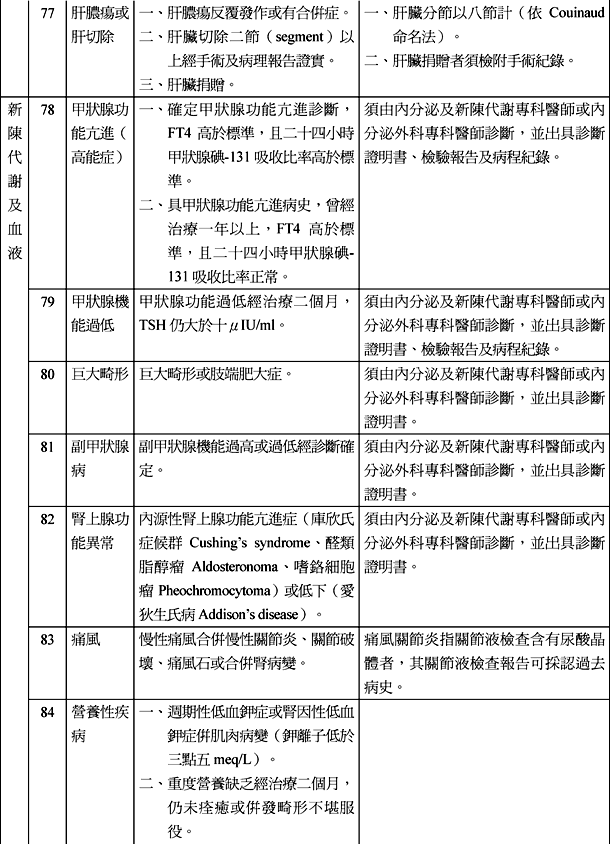 77
肝膿瘍或
肝切除
一、肝膿瘍反覆發作或有合併症。
二、肝臟切除二節（segment）以
上經手術及病理報告證實。
三、肝臟捐贈。
一、肝臟分節以八節計（依 Couinaud
命名法）。
二、肝臟捐贈者須檢附手術紀錄。
新陳代謝及血液
78
甲狀腺功
能亢進（
高能症）
一、確定甲狀腺功能亢進診斷，
FT4 高於標準，且二十四小時
甲狀腺碘-131 吸收比率高於標
準。
二、具甲狀腺功能亢進病史，曾經
治療一年以上，FT4 高於標
準，且二十四小時甲狀腺碘-
131 吸收比率正常。
須由內分泌及新陳代謝專科醫師或內
分泌外科專科醫師診斷，並出具診斷
證明書、檢驗報告及病程紀錄。
79
甲狀腺機
能過低
甲狀腺功能過低經治療二個月，
TSH 仍大於十μIU/ml。
須由內分泌及新陳代謝專科醫師或內
分泌外科專科醫師診斷，並出具診斷
證明書、檢驗報告及病程紀錄。
80
巨大畸形
巨大畸形或肢端肥大症。
須由內分泌及新陳代謝專科醫師或內
分泌外科專科醫師診斷，並出具診斷
證明書。
81
副甲狀腺
病
副甲狀腺機能過高或過低經診斷確
定。
須由內分泌及新陳代謝專科醫師或內
分泌外科專科醫師診斷，並出具診斷
證明書。
82
腎上腺功
能異常
內源性腎上腺功能亢進症（庫欣氏
症候群 Cushing's syndrome、醛類
脂醇瘤 Aldosteronoma、嗜鉻細胞
瘤 Pheochromocytoma）或低下（愛
狄生氏病 Addison's disease）。
須由內分泌及新陳代謝專科醫師或內
分泌外科專科醫師診斷，並出具診斷
證明書。
83
痛風
慢性痛風合併慢性關節炎、關節破
壞、痛風石或合併腎病變。
痛風關節炎指關節液檢查含有尿酸晶
體者，其關節液檢查報告可採認過去
病史。
84
營養性疾
病
一、週期性低血鉀症或腎因性低血
鉀症併肌肉病變（鉀離子低於
三點五 meq/L）。
二、重度營養缺乏經治療二個月，
仍未痊癒或併發畸形不堪服
役。